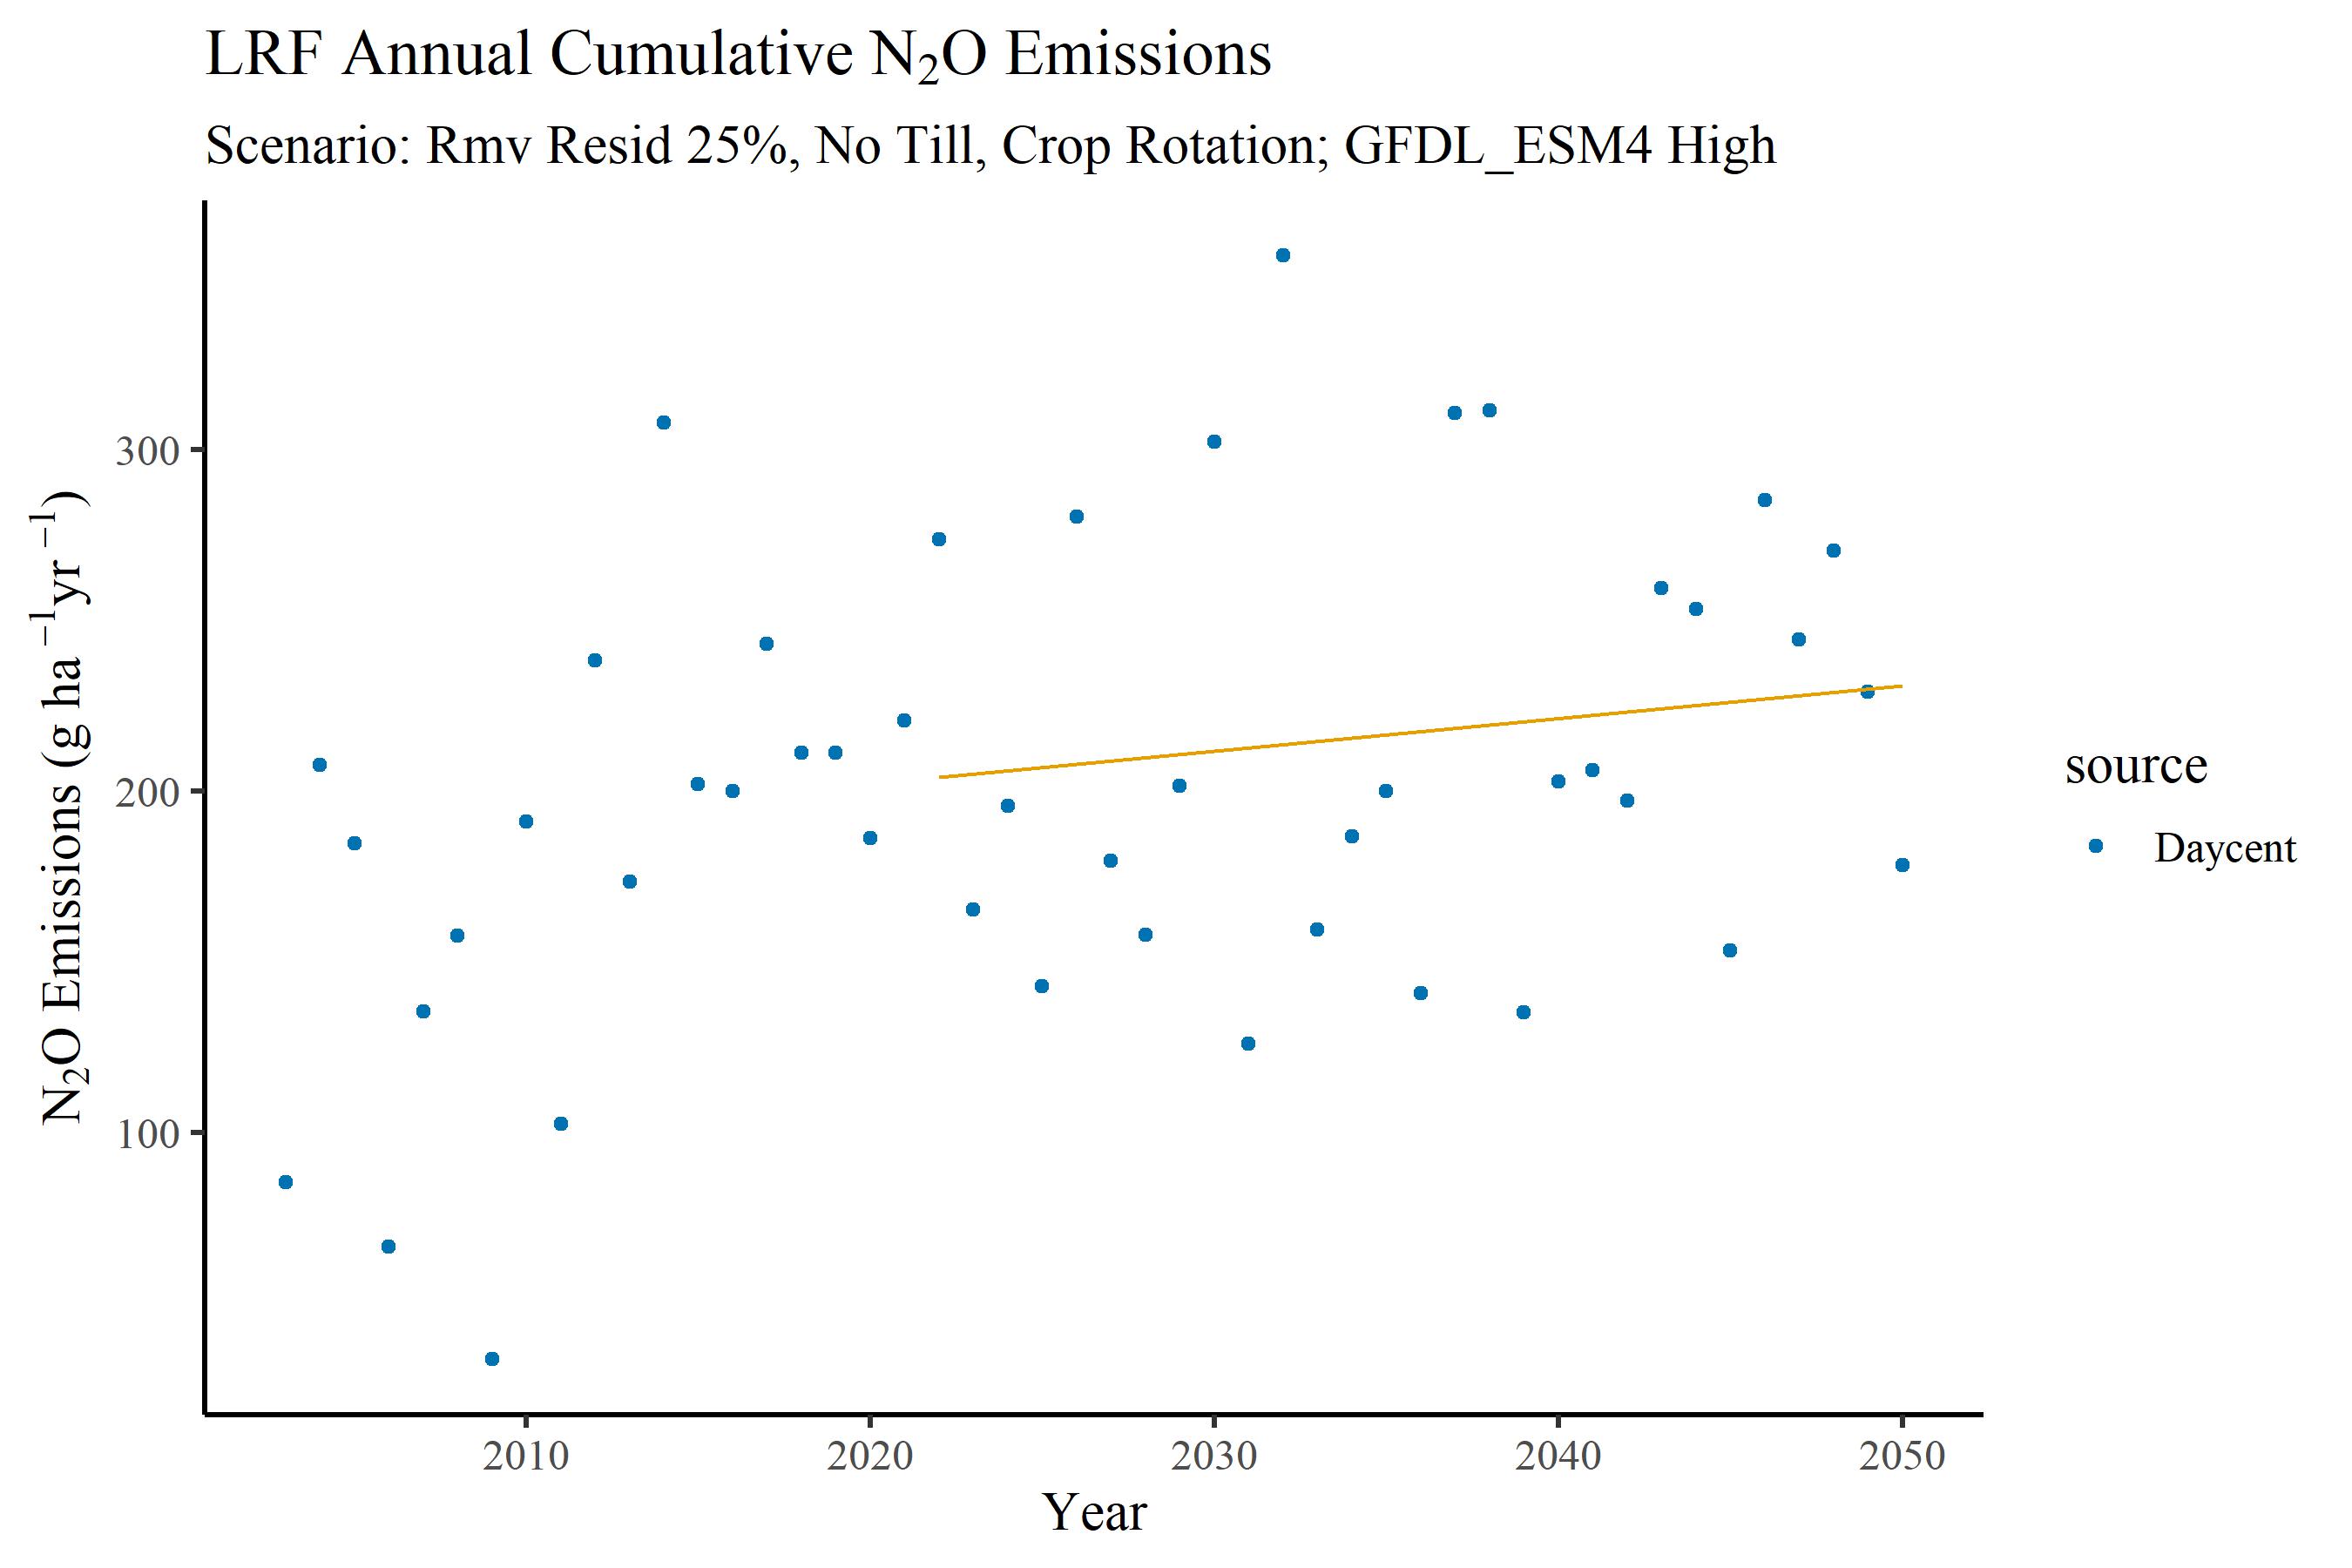 LRF Annual Cumulative N₂O Emissions
Scenario: Rmv Resid 25%, No Till, Crop Rotation; GFDL_ESM4 High
N₂O Emissions (g ha ⁻¹yr ⁻¹)
300
200
100
2010 2020 2030 2040 2050
Year
source
Daycent